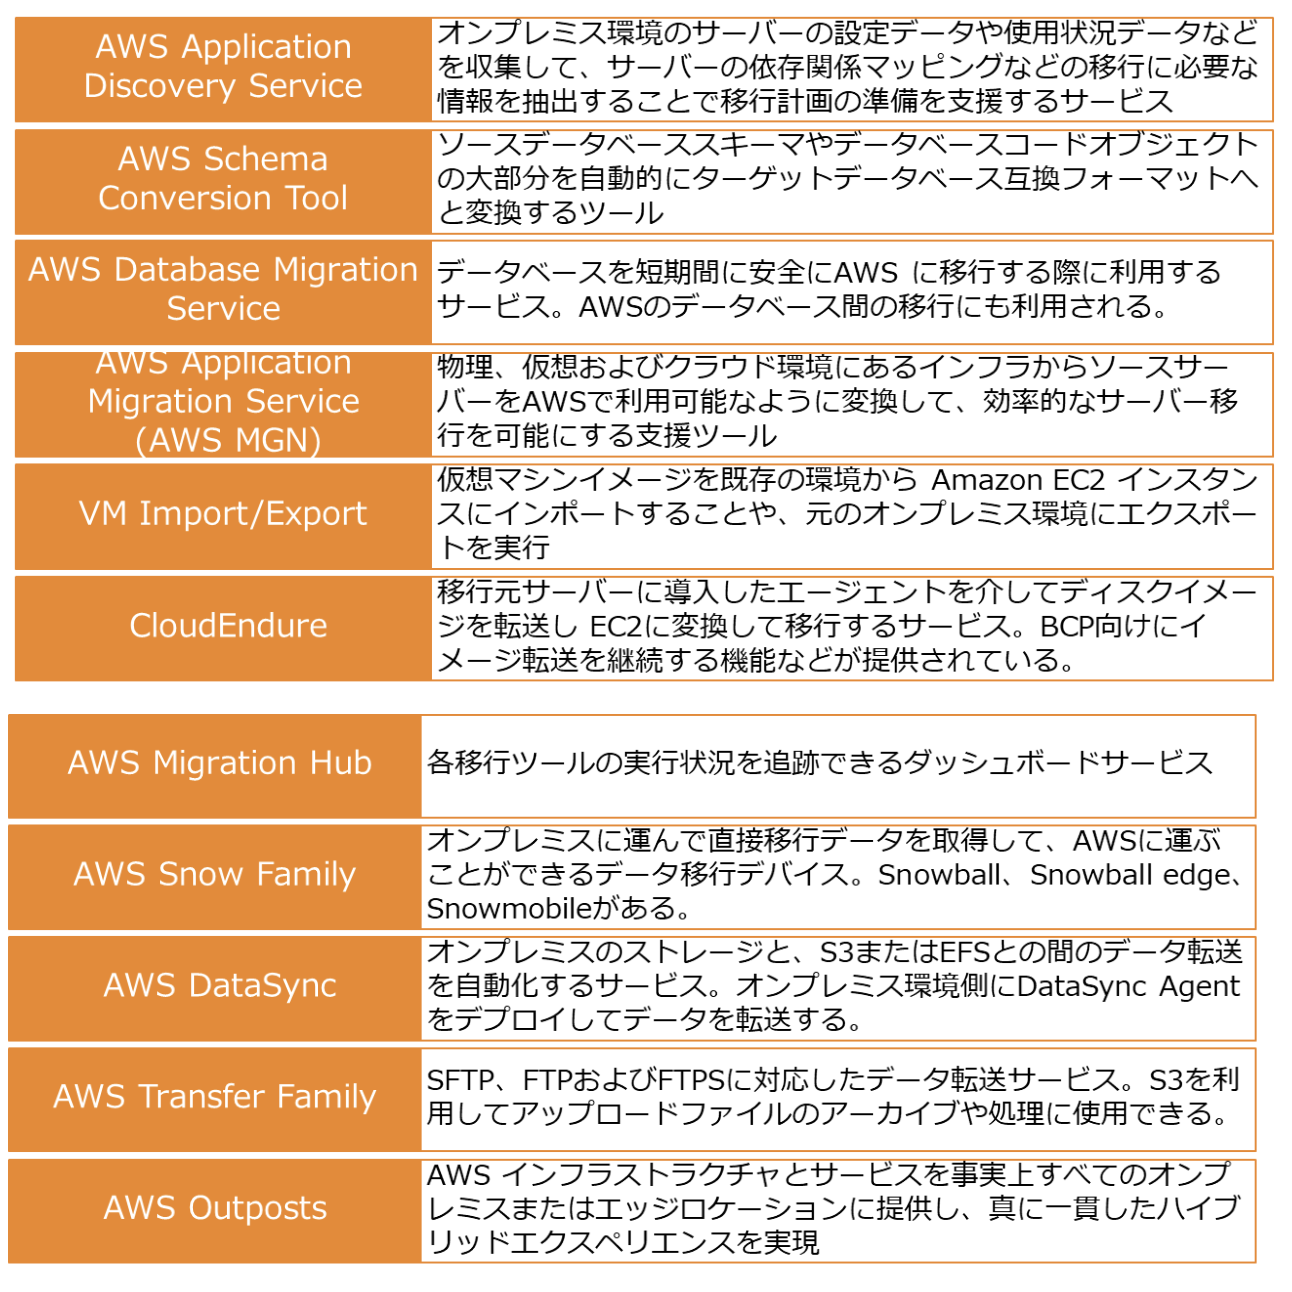 AWS Application
Discovery Service
オンプレミス環境のサーバーの設定データや使用状況データなど
を収集して、サーバーの依存関係マッピングなどの移行に必要な
情報を抽出することで移行計画の準備を支援するサービス
AWS Schema
Conversion Tool
ソースデータベーススキーマやデータベースコードオブジェクト
の大部分を自動的にターゲットデータベース互換フォーマットへ
と変換するツール
AWS Database Migration
Service
データベースを短期間に安全にAWS に移行する際に利用する
サービス。AWSのデータベース間の移行にも利用される。
AWS Application
Migration Service
(AWS MGN)
物理、仮想およびクラウド環境にあるインフラからソースサー
バーをAWSで利用可能なように変換して、効率的なサーバー移
行を可能にする支援ツール
VM Import/Export
仮想マシンイメージを既存の環境から Amazon EC2 インスタン
スにインポートすることや、元のオンプレミス環境にエクスポー
トを実行
CloudEndure
移行元サーバーに導入したエージェントを介してディスクイメー
ジを転送し EC2に変換して移行するサービス。BCP向けにイ
メージ転送を継続する機能などが提供されている。
AWS Migration Hub
各移行ツールの実行状況を追跡できるダッシュボードサービス
AWS Snow Family
オンプレミスに運んで直接移行データを取得して、AWSに運ぶ
ことができるデータ移行デバイス。Snowball、Snowball edge、
Snowmobileがある。
AWS DataSync
オンプレミスのストレージと、S3またはEFSとの間のデータ転送
を自動化するサービス。オンプレミス環境側にDataSync Agent
をデプロイしてデータを転送する。
AWS Transfer Family
SFTP、FTPおよびFTPSに対応したデータ転送サービス。S3を利
用してアップロードファイルのアーカイブや処理に使用できる。
AWS Outposts
AWS インフラストラクチャとサービスを事実上すべてのオンプ
レミスまたはエッジロケーションに提供し、真に一貫したハイブ
リッドエクスペリエンスを実現